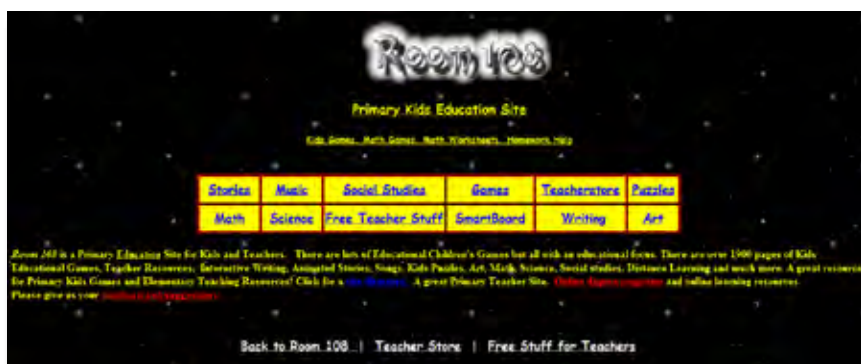 Room 108
Primary Kids Education Site
Kids Games Math Games Math Worksheets Homework Help
Stories Music Social Studies Games Teacherstore Puzzles
Math Science Free Teacher Stuff SmartBoard Writing Art
is a Primary Education Site for Kids and Teachers. There are lots of Educational Children's Games but all with an educational focus. There are over 1900 pages of Kids
Educational Games, Teacher Resources, Interactive Writing, Animated Stories, Songs, Kids Puzzles, Art, Math, Science, Social studies, Distance Learning and much more. A great resource
for Primary Kids Games and Elementary Teaching Resources! Click for a A great Primary Teacher Site. and online learning resources.
Please give us your
Back to Room 108 | Teacher Store | Free Stuff for Teachers